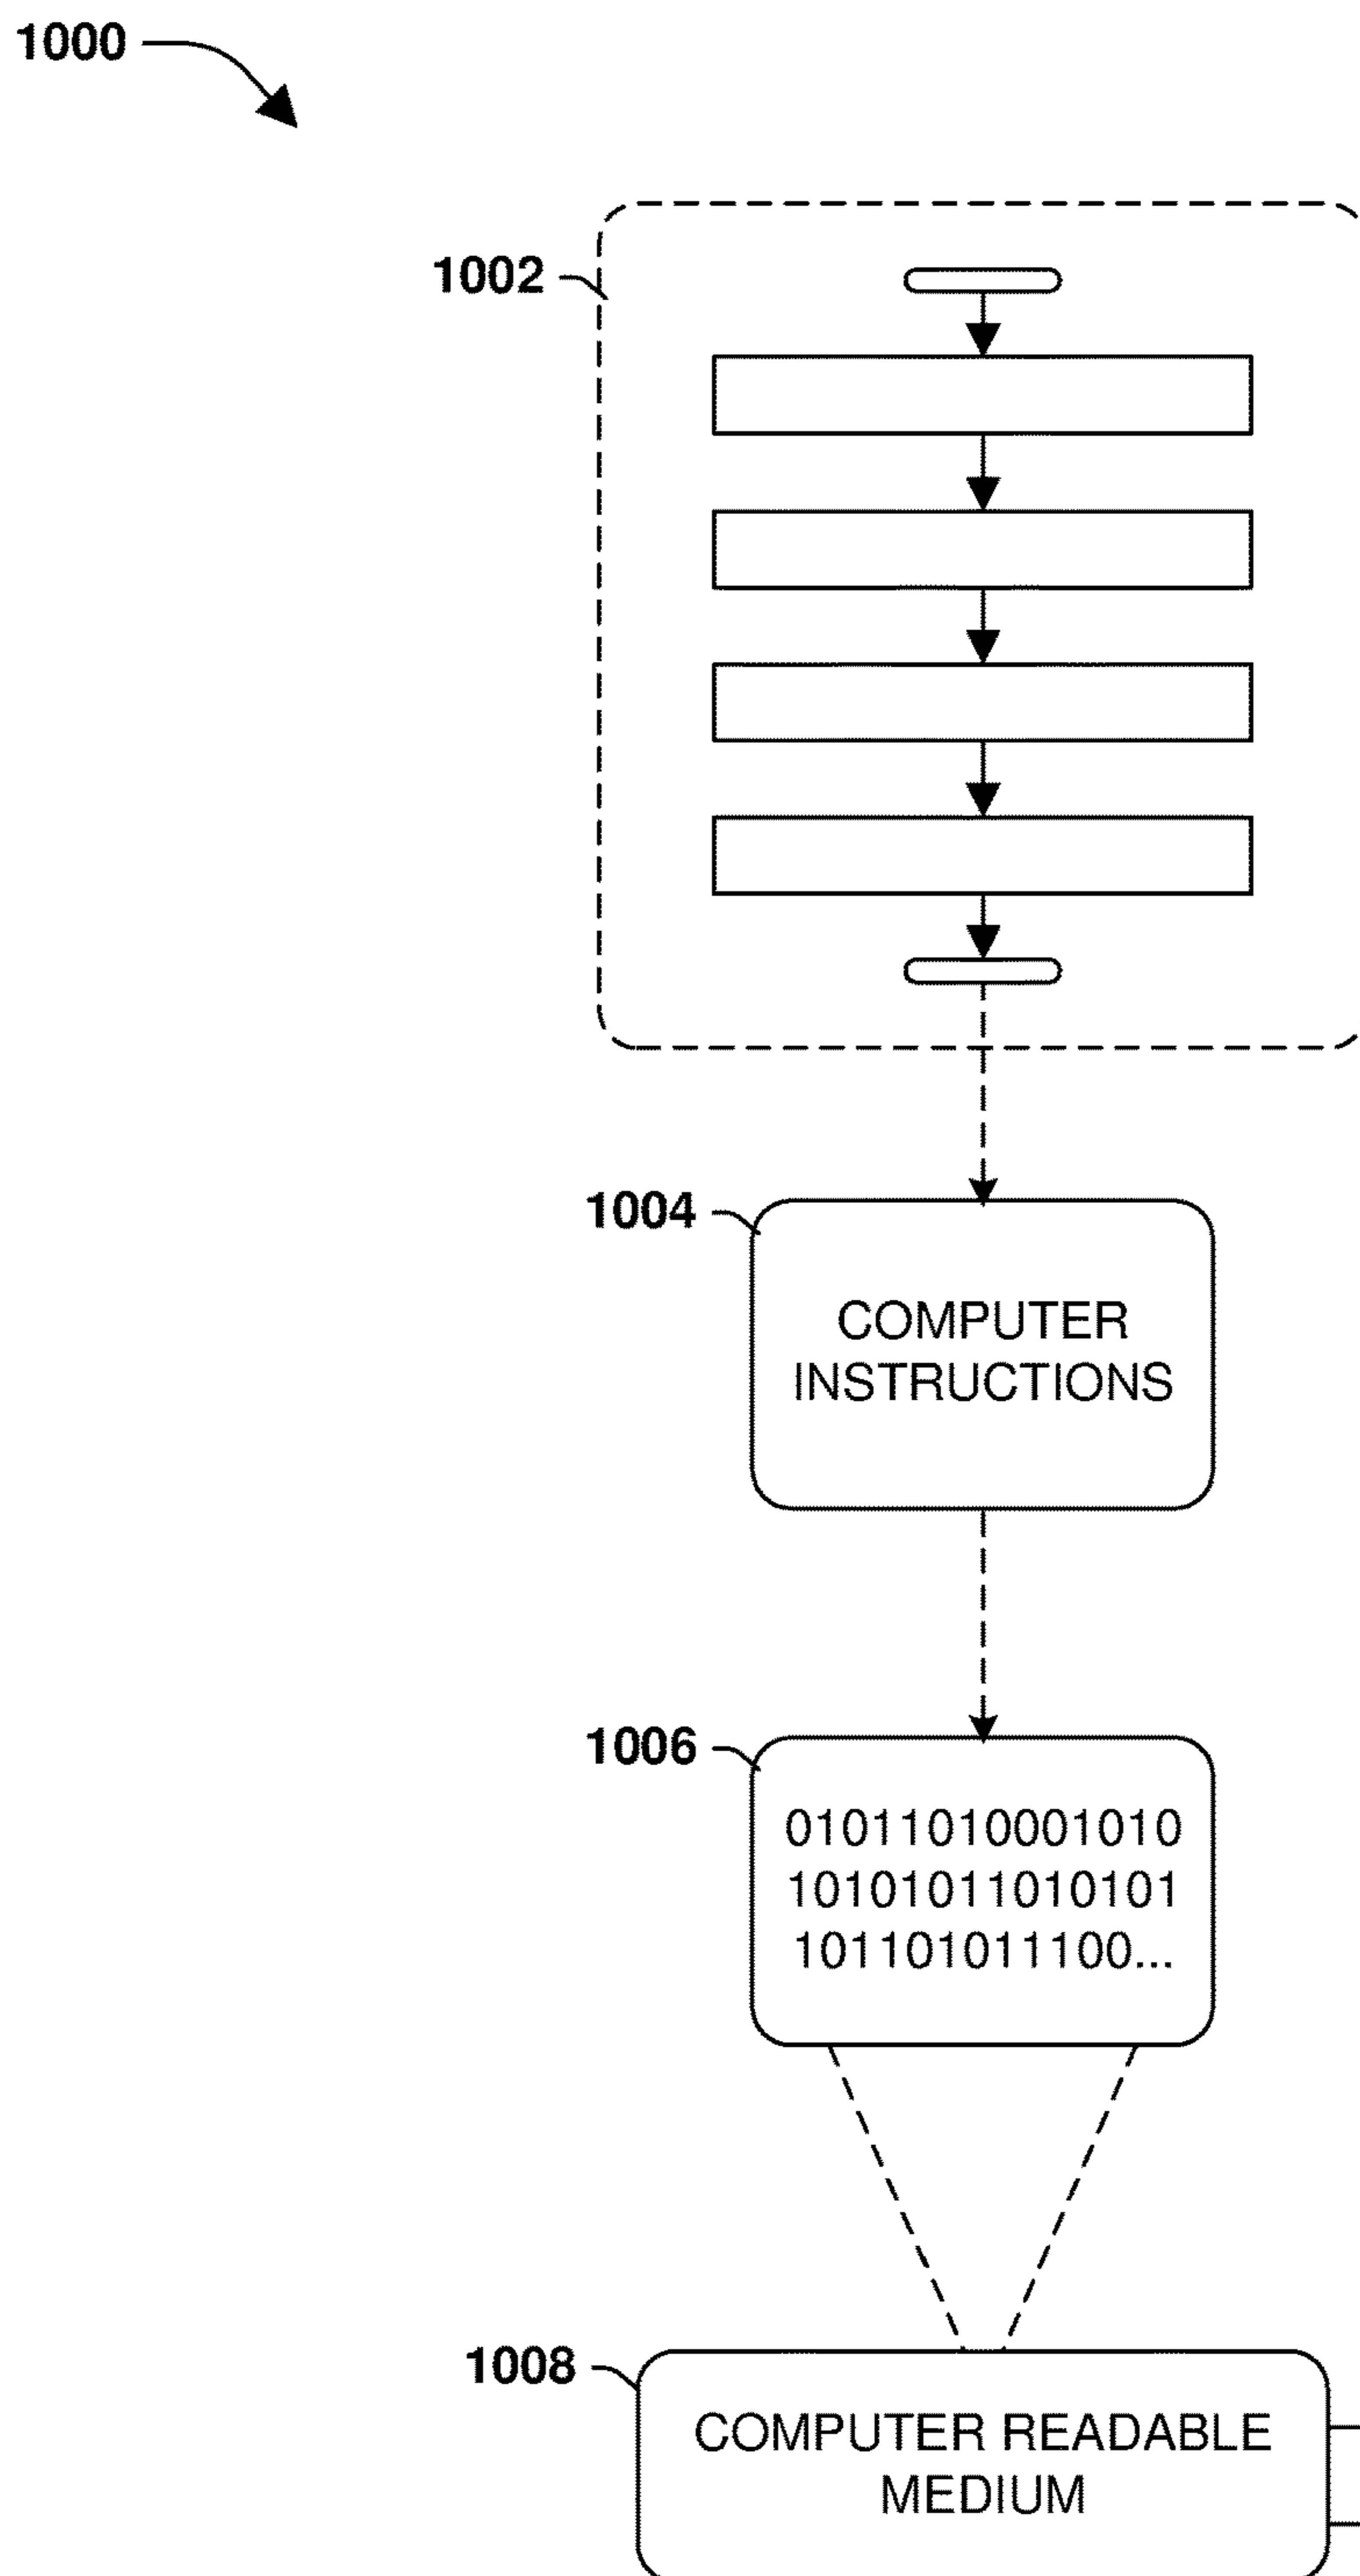 1000
1002
1004
COMPUTER
INSTRUCTIONS
1006
01011010001010
10101011010101
101101011100...
1008
COMPUTER READABLE
MEDIUM